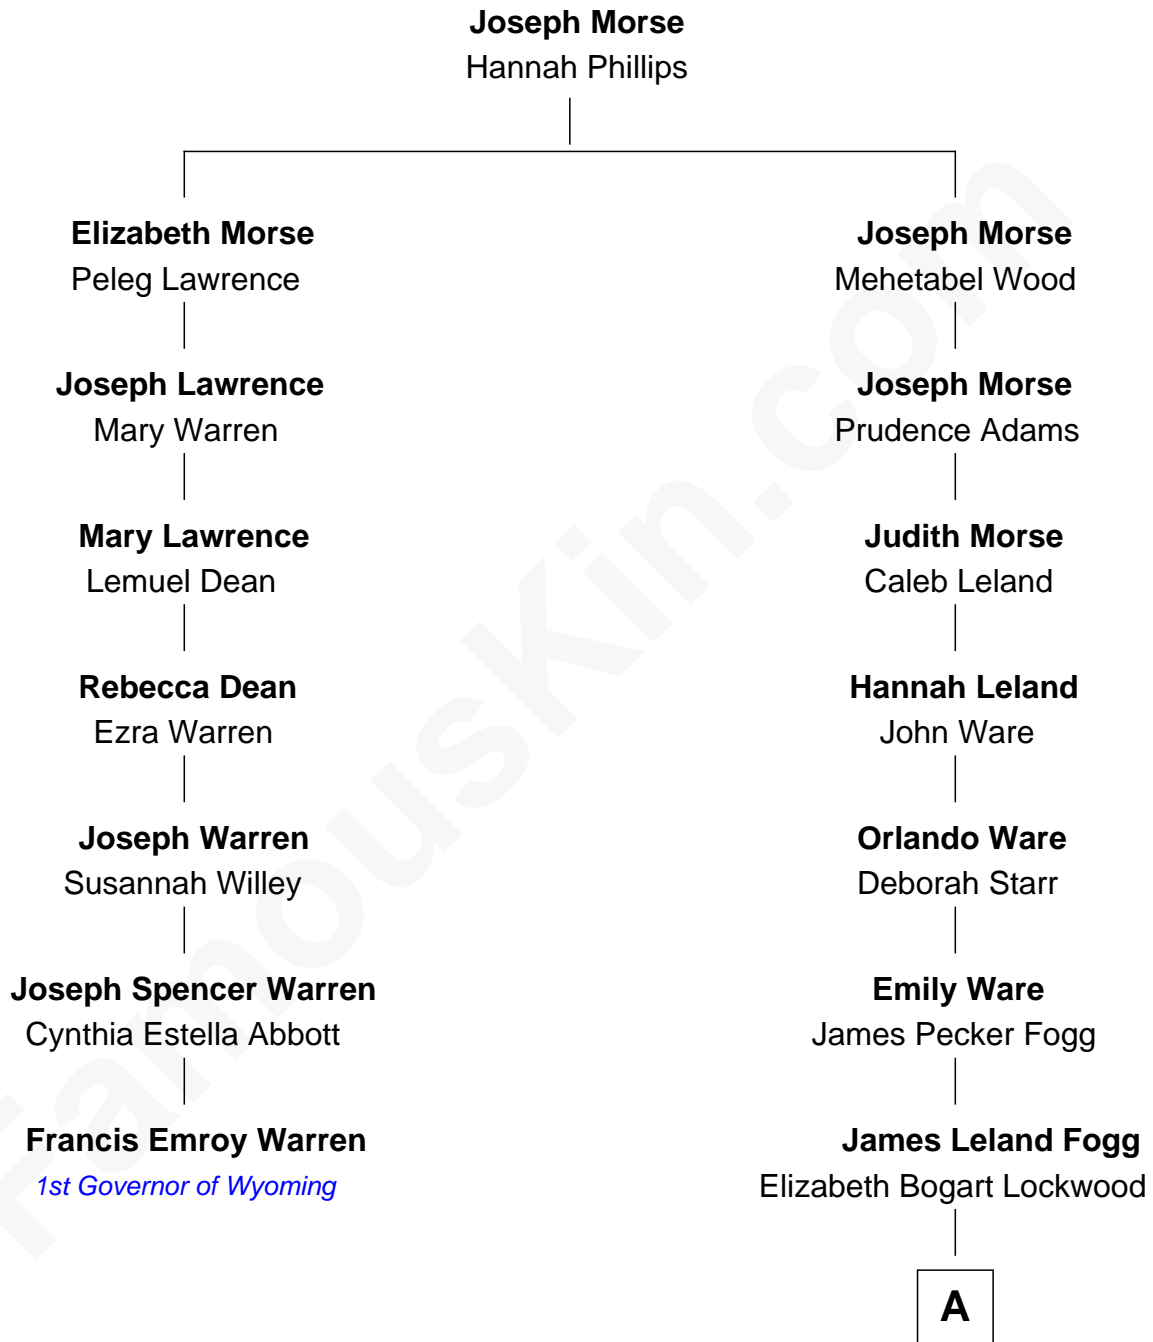 Joseph Morse
Hannah Phillips
Elizabeth Morse
Peleg Lawrence
Joseph Morse
Mehetabel Wood
Joseph Lawrence
Mary Warren
Joseph Morse
Prudence Adams
Mary Lawrence
Lemuel Dean
Judith Morse
Caleb Leland
Rebecca Dean
Ezra Warren
Hannah Leland
John Ware
Joseph Warren
Susannah Willey
Orlando Ware
Deborah Starr
Joseph Spencer Warren
Cynthia Estella Abbott
Emily Ware
James Pecker Fogg
Francis Emroy Warren
1st Governor of Wyoming
James Leland Fogg
Elizabeth Bogart Lockwood
A
FamousKin.com